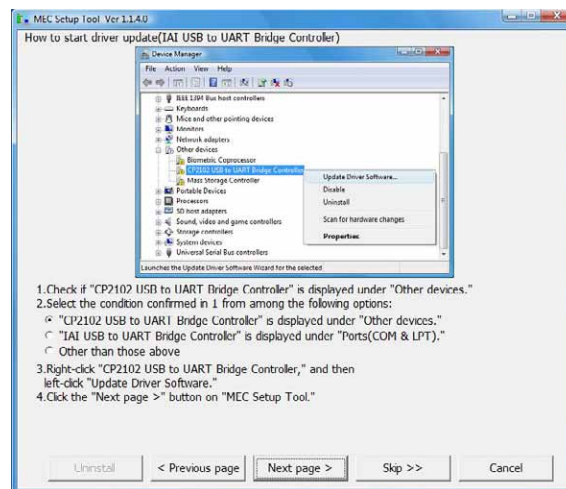 MEC Setup Tool Ver 1.1.4.0
How to start driver update(IAI USB to UART Bridge Controller)
Device Manager
File Action View Help
IEEE 1394 Bus host controllers
Keyboards
Mice and other pointing devices
Monitors
Network adapters
Other devices
Biometric Coprocessor
CP2102 USB to UART Bridge Controller
Mass Storage Controller
Portable Devices
Processors
SD host adapters
Sound, video and game controllers
Storage controllers
System devices
Universal Serial Bus controllers
Update Driver Software...
Disable
Uninstall
Scan for hardware changes
Properties
Launches the Update Driver Software Wizard for the selected
1.Check if "CP2102 USB to UART Bridge Controller" is displayed under "Other devices."
2.Select the condition confirmed in 1 from among the following options:
"CP2102 USB to UART Bridge Controller" is displayed under "Other devices."
"IAI USB to UART Bridge Controller" is displayed under "Ports(COM & LPT)."
Other than those above
3.Right-click "CP2102 USB to UART Bridge Controller," and then
left-click "Update Driver Software."
4.Click the "Next page >" button on "MEC Setup Tool."
Uninstall
< Previous page
Next page >
Skip >>
Cancel